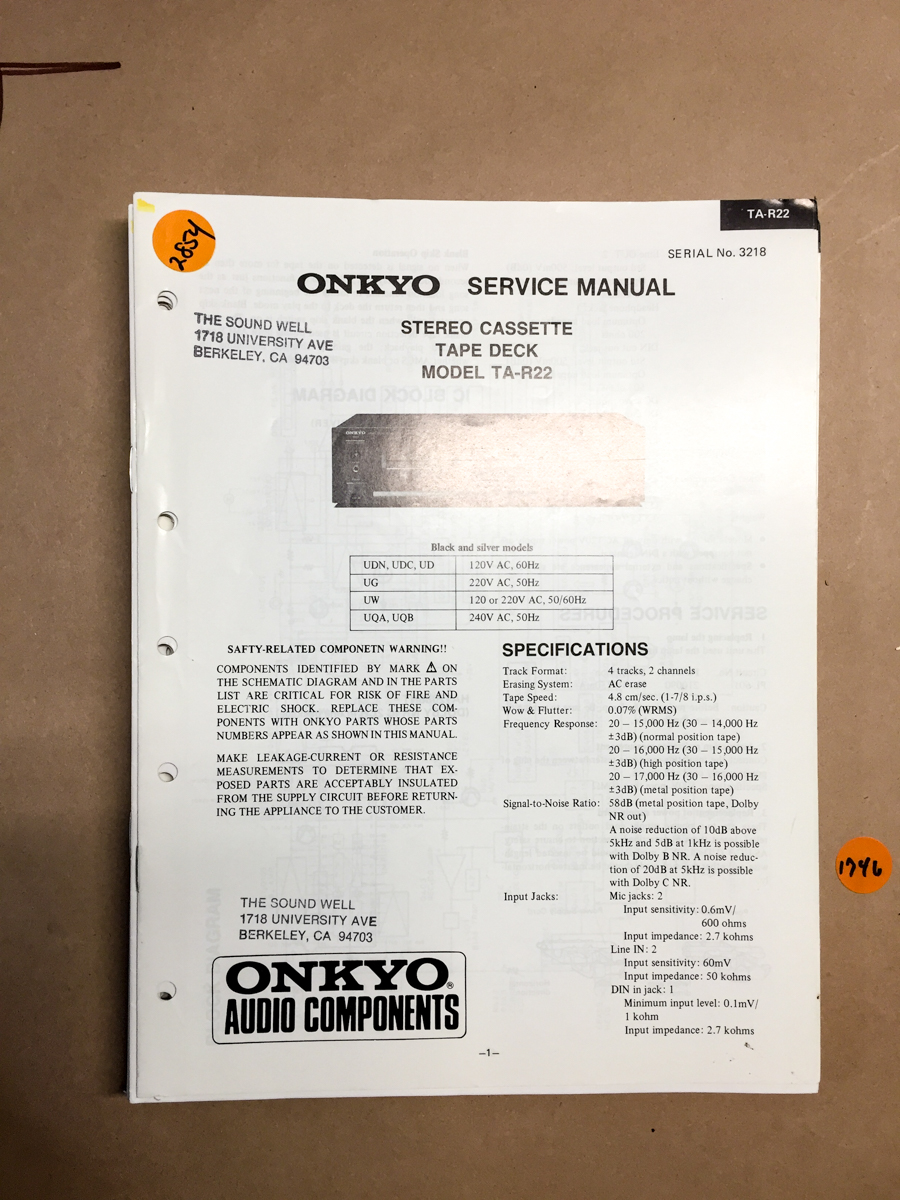 TA-R22
2854
SERIAL No. 3218
ONKYO SERVICE MANUAL
THE SOUND WELL
1718 UNIVERSITY AVE
BERKELEY, CA 94703
STEREO CASSETTE
TAPE DECK
MODEL TA-R22
ONKYO
Black and silver models
UDN, UDC, UD 120V AC, 60Hz
UG 220V AC, 50Hz
UW 120 or 220V AC, 50/60Hz
UQA, UQB 240V AC, 50Hz
SAFTY-RELATED COMPONETN WARNING!!
COMPONENTS IDENTIFIED BY MARK ⚠ ON
THE SCHEMATIC DIAGRAM AND IN THE PARTS
LIST ARE CRITICAL FOR RISK OF FIRE AND
ELECTRIC SHOCK. REPLACE THESE COM-
PONENTS WITH ONKYO PARTS WHOSE PARTS
NUMBERS APPEAR AS SHOWN IN THIS MANUAL.
MAKE LEAKAGE-CURRENT OR RESISTANCE
MEASUREMENTS TO DETERMINE THAT EX-
POSED PARTS ARE ACCEPTABLY INSULATED
FROM THE SUPPLY CIRCUIT BEFORE RETURN-
ING THE APPLIANCE TO THE CUSTOMER.
THE SOUND WELL
1718 UNIVERSITY AVE
BERKELEY, CA 94703
ONKYO®
AUDIO COMPONENTS
SPECIFICATIONS
Track Format: 4 tracks, 2 channels
Erasing System: AC erase
Tape Speed: 4.8 cm/sec. (1-7/8 i.p.s.)
Wow & Flutter: 0.07% (WRMS)
Frequency Response: 20 – 15,000 Hz (30 – 14,000 Hz
±3dB) (normal position tape)
20 – 16,000 Hz (30 – 15,000 Hz
±3dB) (high position tape)
20 – 17,000 Hz (30 – 16,000 Hz
±3dB) (metal position tape)
Signal-to-Noise Ratio: 58dB (metal position tape, Dolby
NR out)
A noise reduction of 10dB above
5kHz and 5dB at 1kHz is possible
with Dolby B NR. A noise reduc-
tion of 20dB at 5kHz is possible
with Dolby C NR.
Input Jacks: Mic jacks: 2
Input sensitivity: 0.6mV/
600 ohms
Input impedance: 2.7 kohms
Line IN: 2
Input sensitivity: 60mV
Input impedance: 50 kohms
DIN in jack: 1
Minimum input level: 0.1mV/
1 kohm
Input impedance: 2.7 kohms
–1–
1746